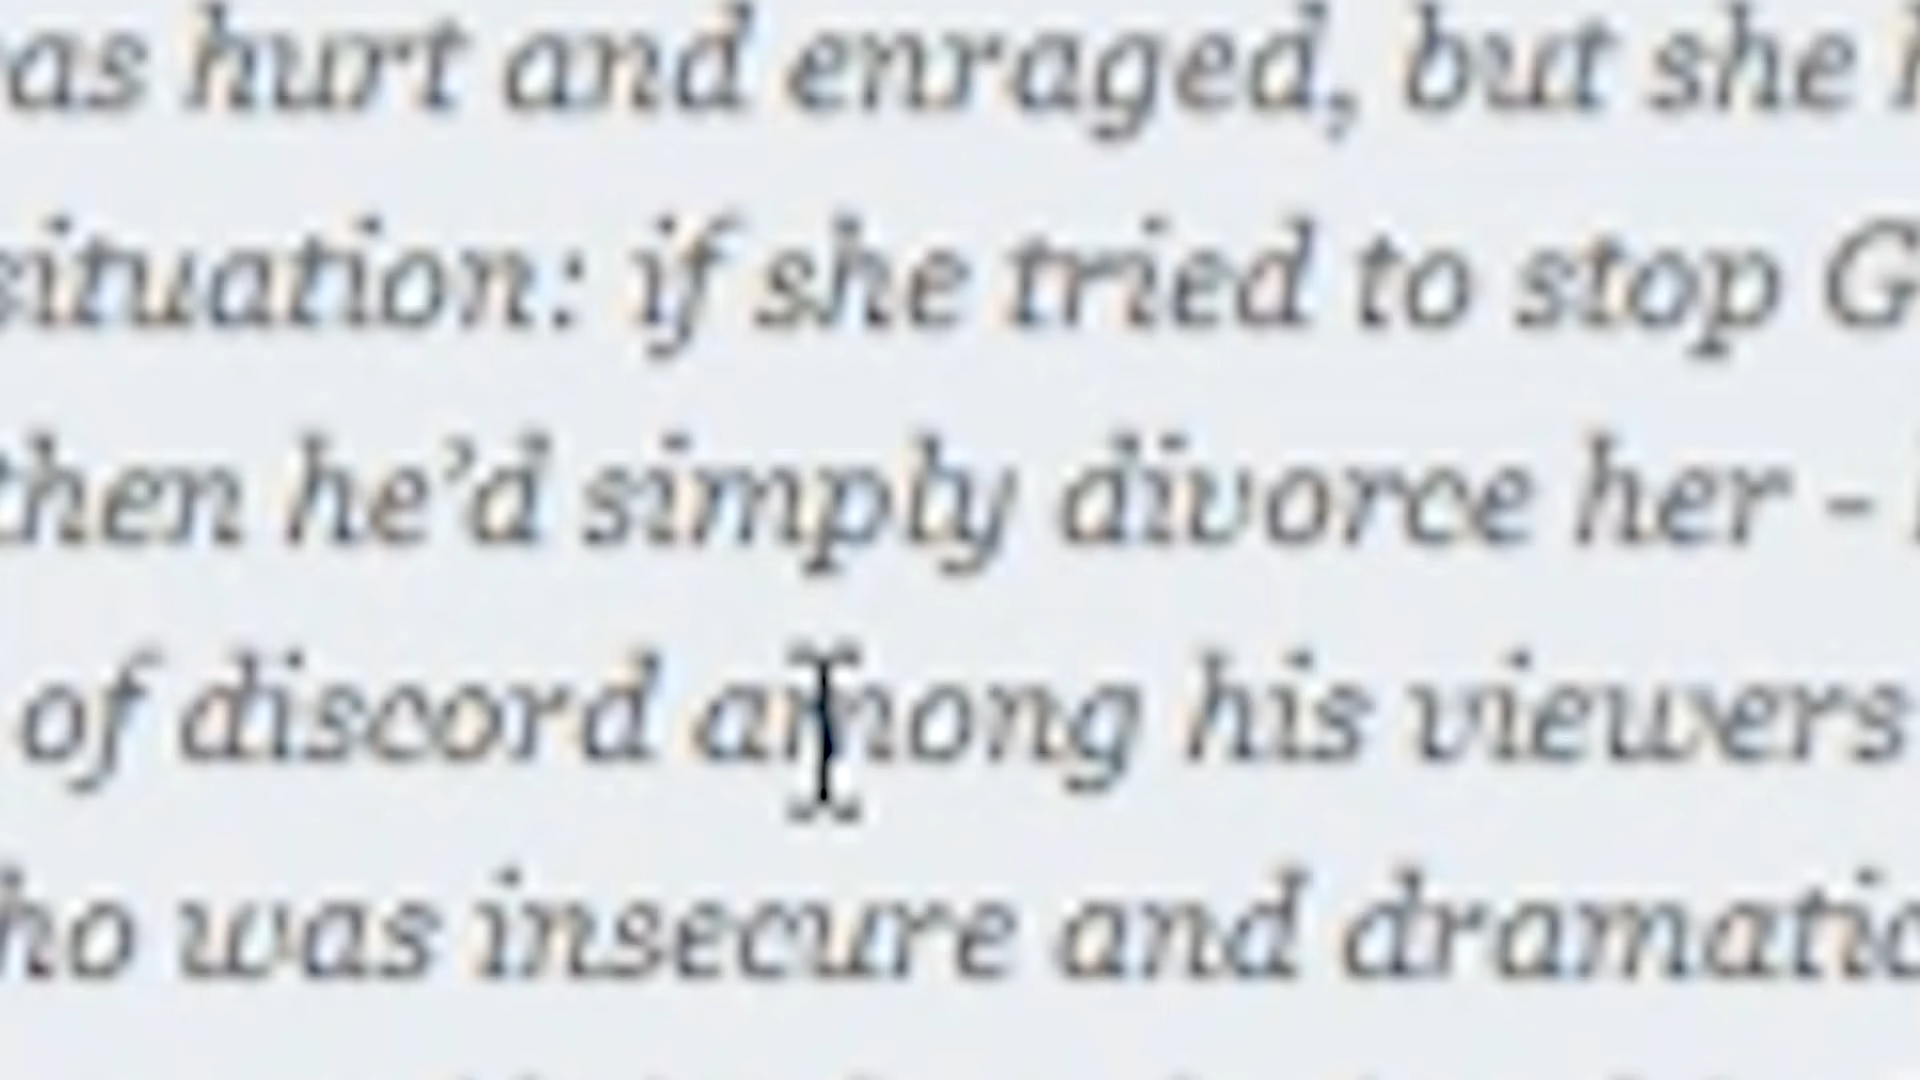 as hurt and enraged, but she
situation: if she tried to stop G
then he’d simply divorce her -
of discord among his viewers
ho was insecure and dramatic